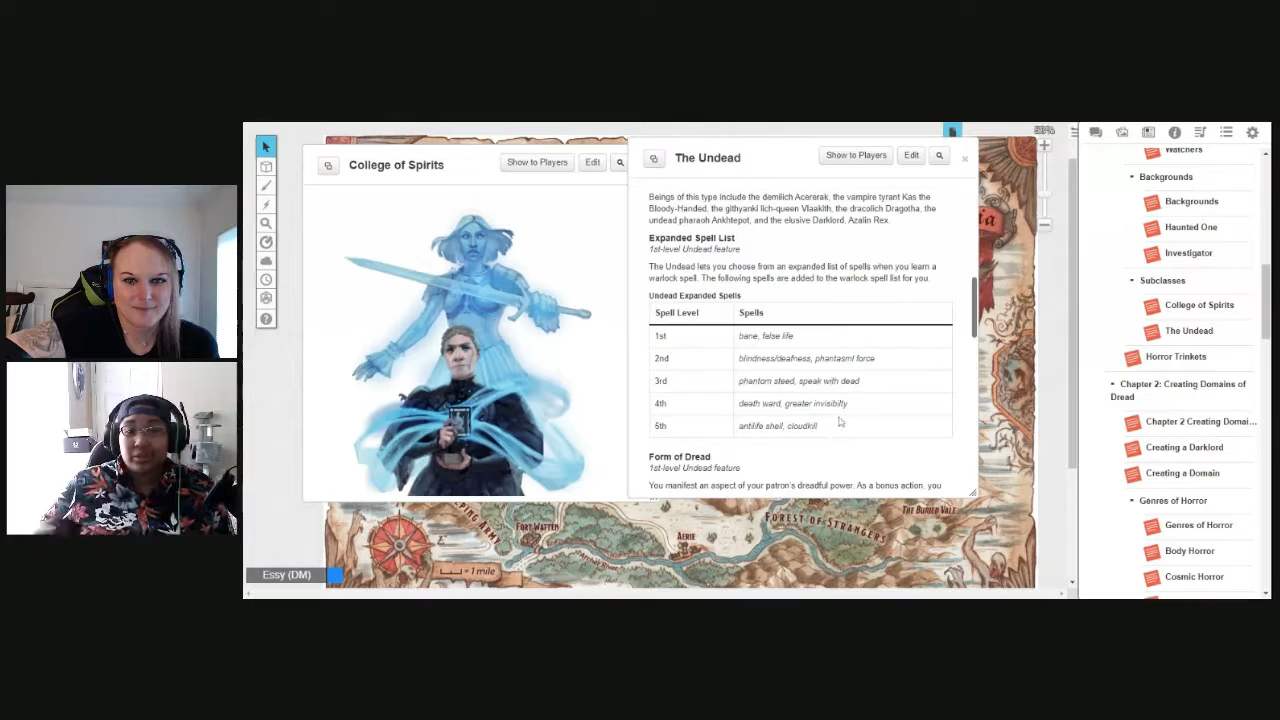 College of Spirits
Show to Players
Edit
The Undead
Show to Players
Edit
Beings of this type include the demilich Acererak, the vampire tyrant Kas the
Bloody-Handed, the githyanki lich-queen Vlaakith, the dracolich Dragotha, the
undead pharaoh Ankhtepot, and the elusive Darklord, Azalin Rex.
Expanded Spell List
1st-level Undead feature
The Undead lets you choose from an expanded list of spells when you learn a
warlock spell. The following spells are added to the warlock spell list for you.
Undead Expanded Spells
Spell Level Spells
1st bane, false life
2nd blindness/deafness, phantasml force
3rd phantom steed, speak with dead
4th death ward, greater invisibilty
5th antilife shell, cloudkill
Form of Dread
1st-level Undead feature
You manifest an aspect of your patron's dreadful power. As a bonus action, you
FORT WATTEN
AERIE
FOREST OF STRANGERS
THE BURIED VALE
= 1 mile
Essy (DM)
50%
Watchers
Backgrounds
Backgrounds
Haunted One
Investigator
Subclasses
College of Spirits
The Undead
Horror Trinkets
Chapter 2: Creating Domains of
Dread
Chapter 2 Creating Domai...
Creating a Darklord
Creating a Domain
Genres of Horror
Genres of Horror
Body Horror
Cosmic Horror